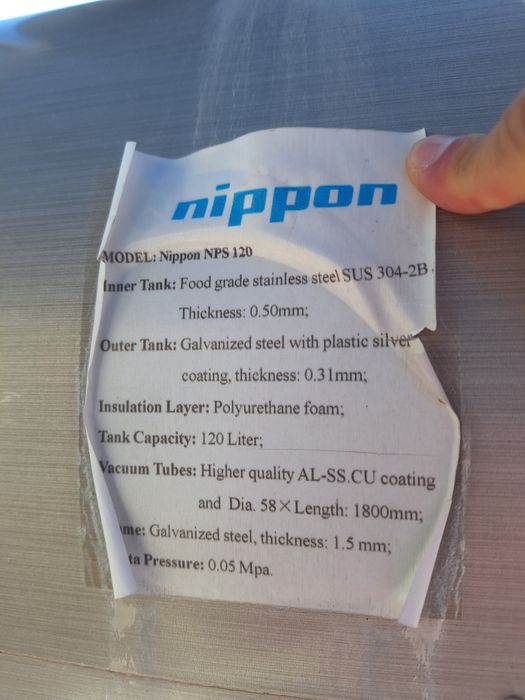 nippon
MODEL: Nippon NPS 120
Inner Tank: Food grade stainless steel SUS 304-2B
Thickness: 0.50mm;
Outer Tank: Galvanized steel with plastic silver
coating, thickness: 0.31mm;
Insulation Layer: Polyurethane foam;
Tank Capacity: 120 Liter;
Vacuum Tubes: Higher quality AL-SS.CU coating
and Dia. 58×Length: 1800mm;
me: Galvanized steel, thickness: 1.5 mm;
ta Pressure: 0.05 Mpa.